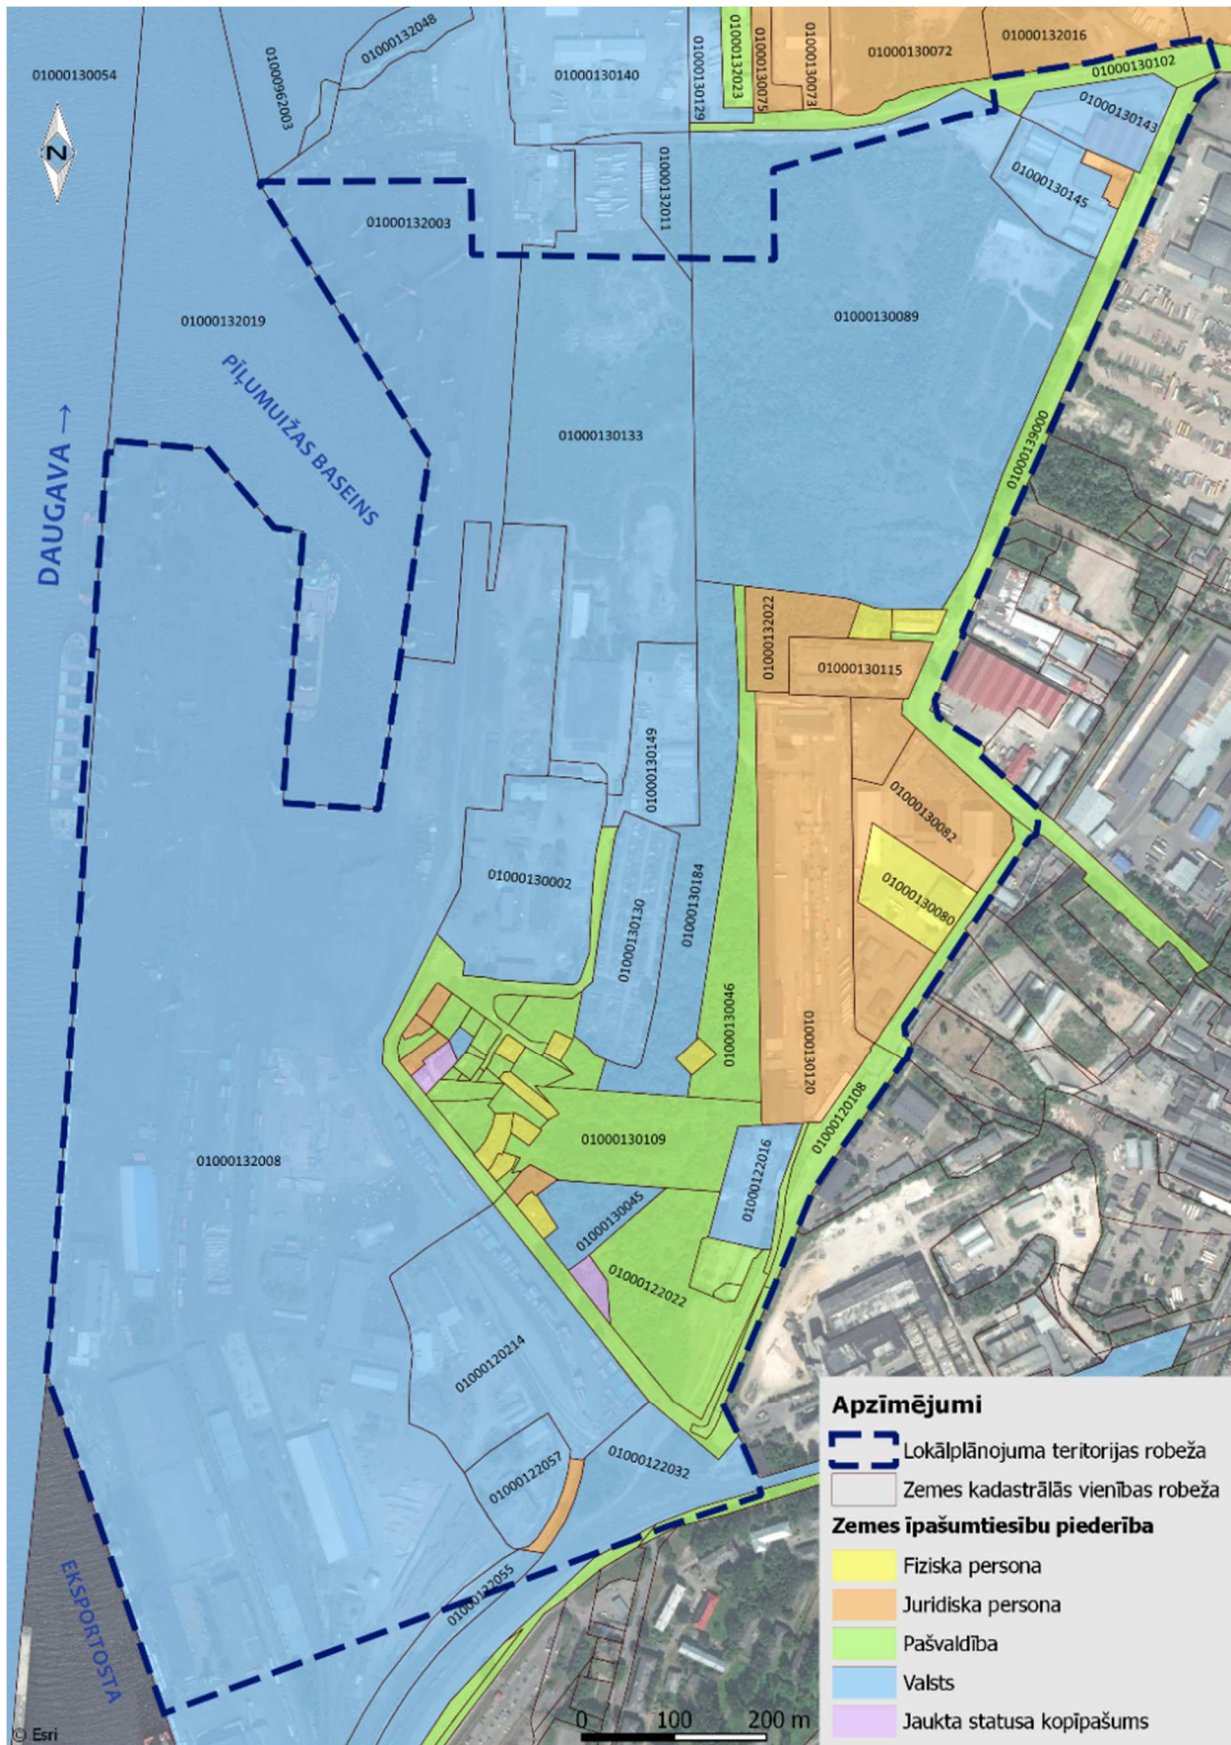 01000132048
01000130054
0100962003
01000130140
01000130129
01000132023
01000130075
01000130073
01000130072
01000132016
01000130102
01000130143
01000130145
N
01000132003
01000132011
01000132019
01000130089
PĪĻUMUIŽAS BASEINS
DAUGAVA →
01000130133
01000139000
01000132022
01000130115
01000130149
01000130082
01000130002
01000130130
01000130184
01000130080
01000130046
01000130120
01000120108
01000132008
01000130109
01000122016
01000130045
01000122022
01000120214
01000122057
01000122032
01000122055
EKSPORTOSTA
Apzīmējumi
Lokālplānojuma teritorijas robeža
Zemes kadastrālās vienības robeža
Zemes īpašumtiesību piederība
Fiziska persona
Juridiska persona
Pašvaldība
Valsts
Jaukta statusa kopīpašums
0 100 200 m
© Esri